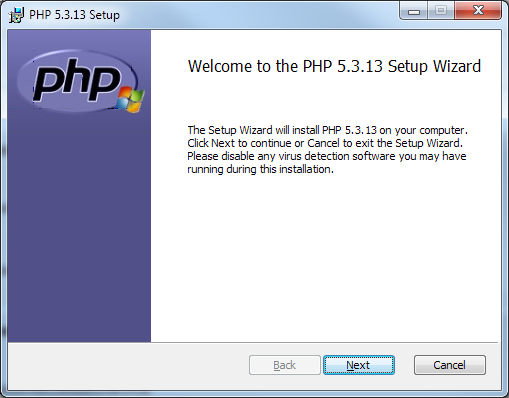 PHP 5.3.13 Setup
php
Welcome to the PHP 5.3.13 Setup Wizard
The Setup Wizard will install PHP 5.3.13 on your computer.
Click Next to continue or Cancel to exit the Setup Wizard.
Please disable any virus detection software you may have
running during this installation.
Back Next Cancel